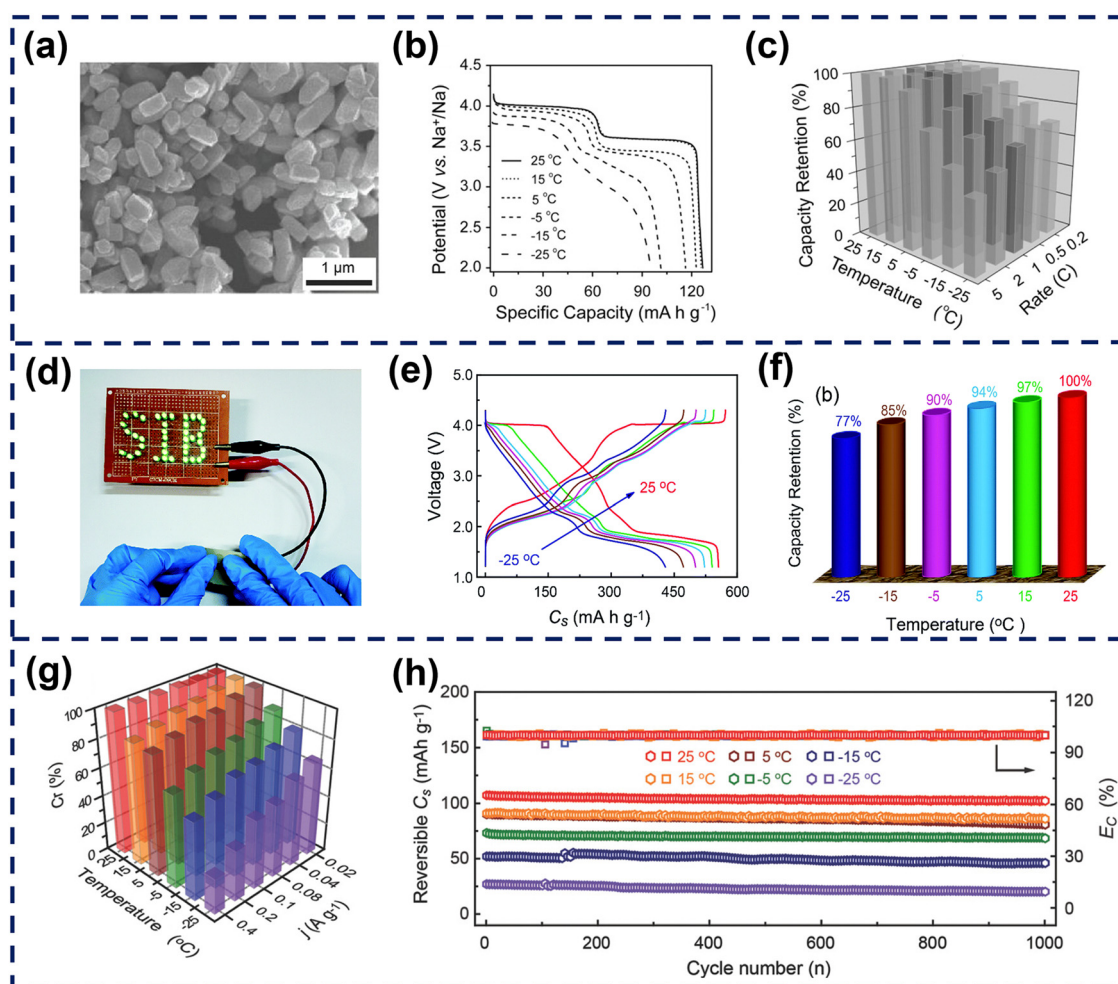 (a)
1 μm
(b)
Potential (V vs. Na⁺/Na)
4.0
3.5
3.0
2.5
2.0
25 °C
15 °C
5 °C
-5 °C
-15 °C
-25 °C
0 30 60 90 120
Specific Capacity (mA h g⁻¹)
(c)
Capacity Retention (%)
100
80
60
40
20
0
25 15 5 -5 -15 -25
Temperature (°C)
5 2 1 0.5 0.2
Rate (C)
(d)
SIB
(e)
Voltage (V)
5.0
4.0
3.0
2.0
1.0
25 °C
-25 °C
0 150 300 450 600
Cs (mA h g⁻¹)
(f)
(b)
Capacity Retention (%)
77% 85% 90% 94% 97% 100%
-25 -15 -5 5 15 25
Temperature (°C )
(g)
Cr (%)
100
80
60
40
20
0
25 15 5 -5 -15 -25
Temperature (°C)
0.4 0.2 0.1 0.08 0.04 0.02
j (A g⁻¹)
(h)
Reversible Cs (mAh g⁻¹)
200
150
100
50
0
25 °C 5 °C -15 °C
15 °C -5 °C -25 °C
120
90
60
30
0
EC (%)
0 200 400 600 800 1000
Cycle number (n)